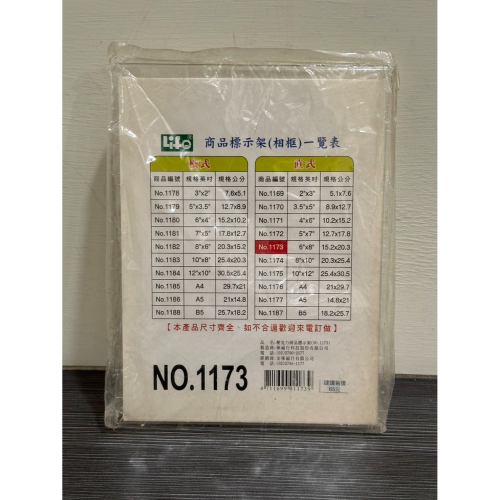 Life
商品標示架(相框)一覽表
橫式
直式
商品編號 規格英吋 規格公分
商品編號 規格英吋 規格公分
No.1178 3"x2" 7.6x5.1
No.1169 2"x3" 5.1x7.6
No.1179 5"x3.5" 12.7x8.9
No.1170 3.5"x5" 8.9x12.7
No.1180 6"x4" 15.2x10.2
No.1171 4"x6" 10.2x15.2
No.1181 7"x5" 17.8x12.7
No.1172 5"x7" 12.7x17.8
No.1182 8"x6" 20.3x15.2
No.1173 6"x8" 15.2x20.3
No.1183 10"x8" 25.4x20.3
No.1174 8"x10" 20.3x25.4
No.1184 12"x10" 30.5x25.4
No.1175 10"x12" 25.4x30.5
No.1185 A4 29.7x21
No.1176 A4 21x29.7
No.1186 A5 21x14.8
No.1177 A5 14.8x21
No.1188 B5 25.7x18.2
No.1187 B5 18.2x25.7
【本產品尺寸齊全、如不合適歡迎來電訂做】
NO.1173
建議售價